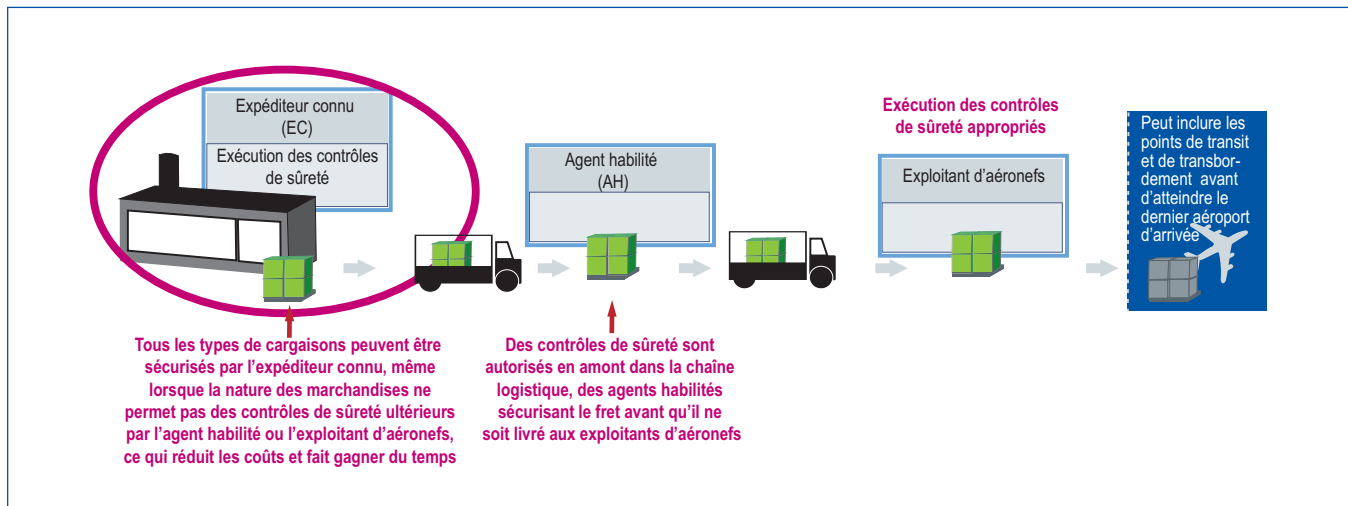 Expéditeur connu
(EC)
Exécution des contrôles
de sûreté
Tous les types de cargaisons peuvent être
sécurisés par l'expéditeur connu, même
lorsque la nature des marchandises ne
permet pas des contrôles de sûreté ultérieurs
par l'agent habilité ou l'exploitant d'aéronefs,
ce qui réduit les coûts et fait gagner du temps
Agent habilité
(AH)
Des contrôles de sûreté sont
autorisés en amont dans la chaîne
logistique, des agents habilités
sécurisant le fret avant qu'il ne
soit livré aux exploitants d'aéronefs
Exécution des contrôles
de sûreté appropriés
Exploitant d'aéronefs
Peut inclure les
points de transit
et de transbor-
dement avant
d'atteindre le
dernier aéroport
d'arrivée